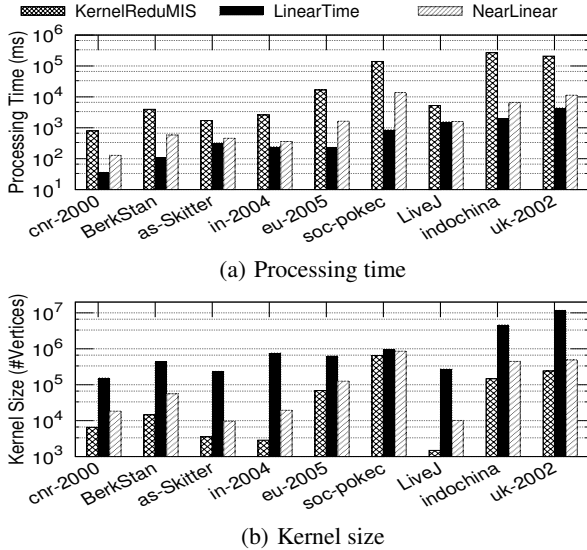 KernelReduMIS LinearTime NearLinear
Processing Time (ms)
10^6
10^5
10^4
10^3
10^2
10^1
cnr-2000 BerkStan as-Skitter in-2004 eu-2005 soc-pokec LiveJ indochina uk-2002
(a) Processing time
Kernel Size (#Vertices)
10^7
10^6
10^5
10^4
10^3
cnr-2000 BerkStan as-Skitter in-2004 eu-2005 soc-pokec LiveJ indochina uk-2002
(b) Kernel size